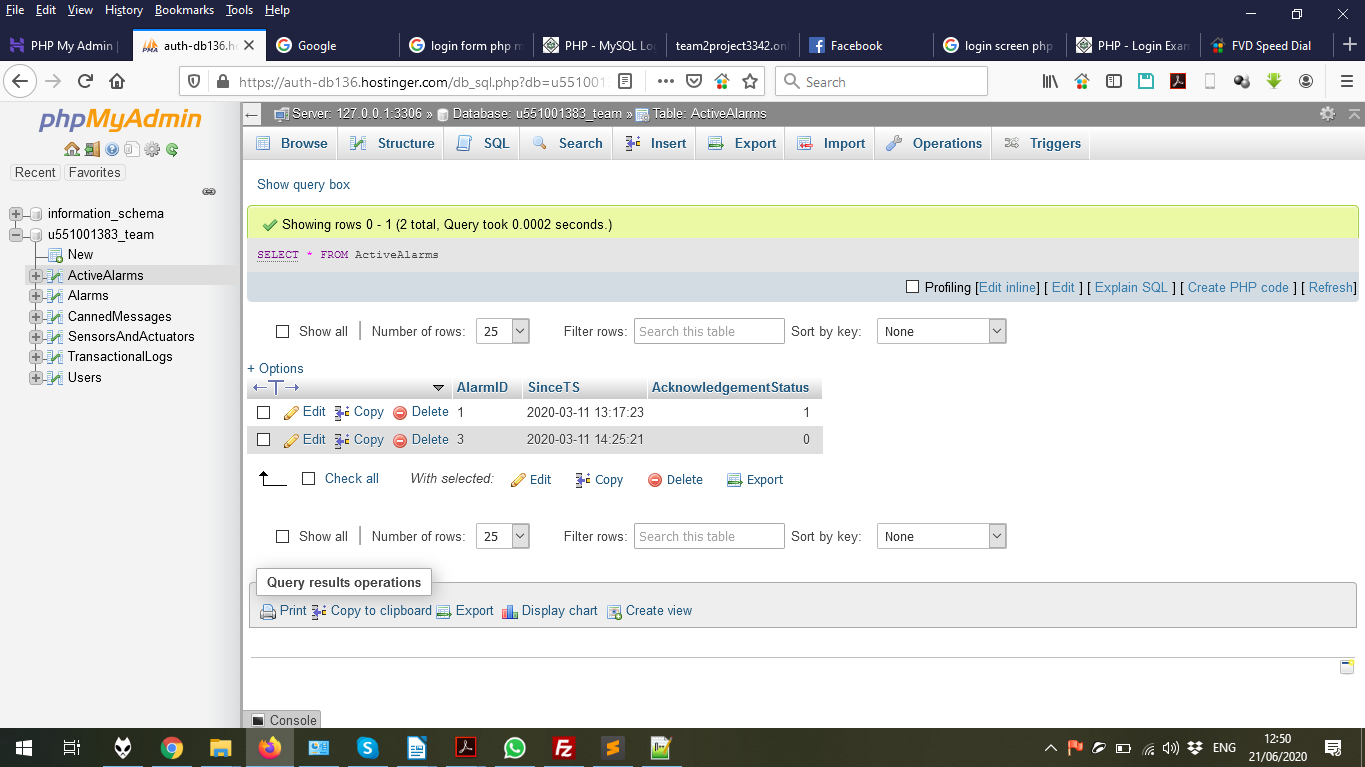 File Edit View History Bookmarks Tools Help
PHP My Admin
auth-db136.h
Google
login form php m
PHP - MySQL Lo
team2project3342.onl
Facebook
login screen php
PHP - Login Exam
FVD Speed Dial
https://auth-db136.hostinger.com/db_sql.php?db=u551001
Search
phpMyAdmin
Recent Favorites
information_schema
u551001383_team
New
ActiveAlarms
Alarms
CannedMessages
SensorsAndActuators
TransactionalLogs
Users
Server: 127.0.0.1:3306 » Database: u551001383_team » Table: ActiveAlarms
Browse Structure SQL Search Insert Export Import Operations Triggers
Show query box
Showing rows 0 - 1 (2 total, Query took 0.0002 seconds.)
SELECT * FROM ActiveAlarms
Profiling [Edit inline] [ Edit ] [ Explain SQL ] [ Create PHP code ] [ Refresh]
Show all Number of rows: 25 Filter rows: Search this table Sort by key: None
+ Options
AlarmID SinceTS AcknowledgementStatus
Edit Copy Delete 1 2020-03-11 13:17:23 1
Edit Copy Delete 3 2020-03-11 14:25:21 0
Check all With selected: Edit Copy Delete Export
Show all Number of rows: 25 Filter rows: Search this table Sort by key: None
Query results operations
Print Copy to clipboard Export Display chart Create view
Console
ENG
12:50
21/06/2020